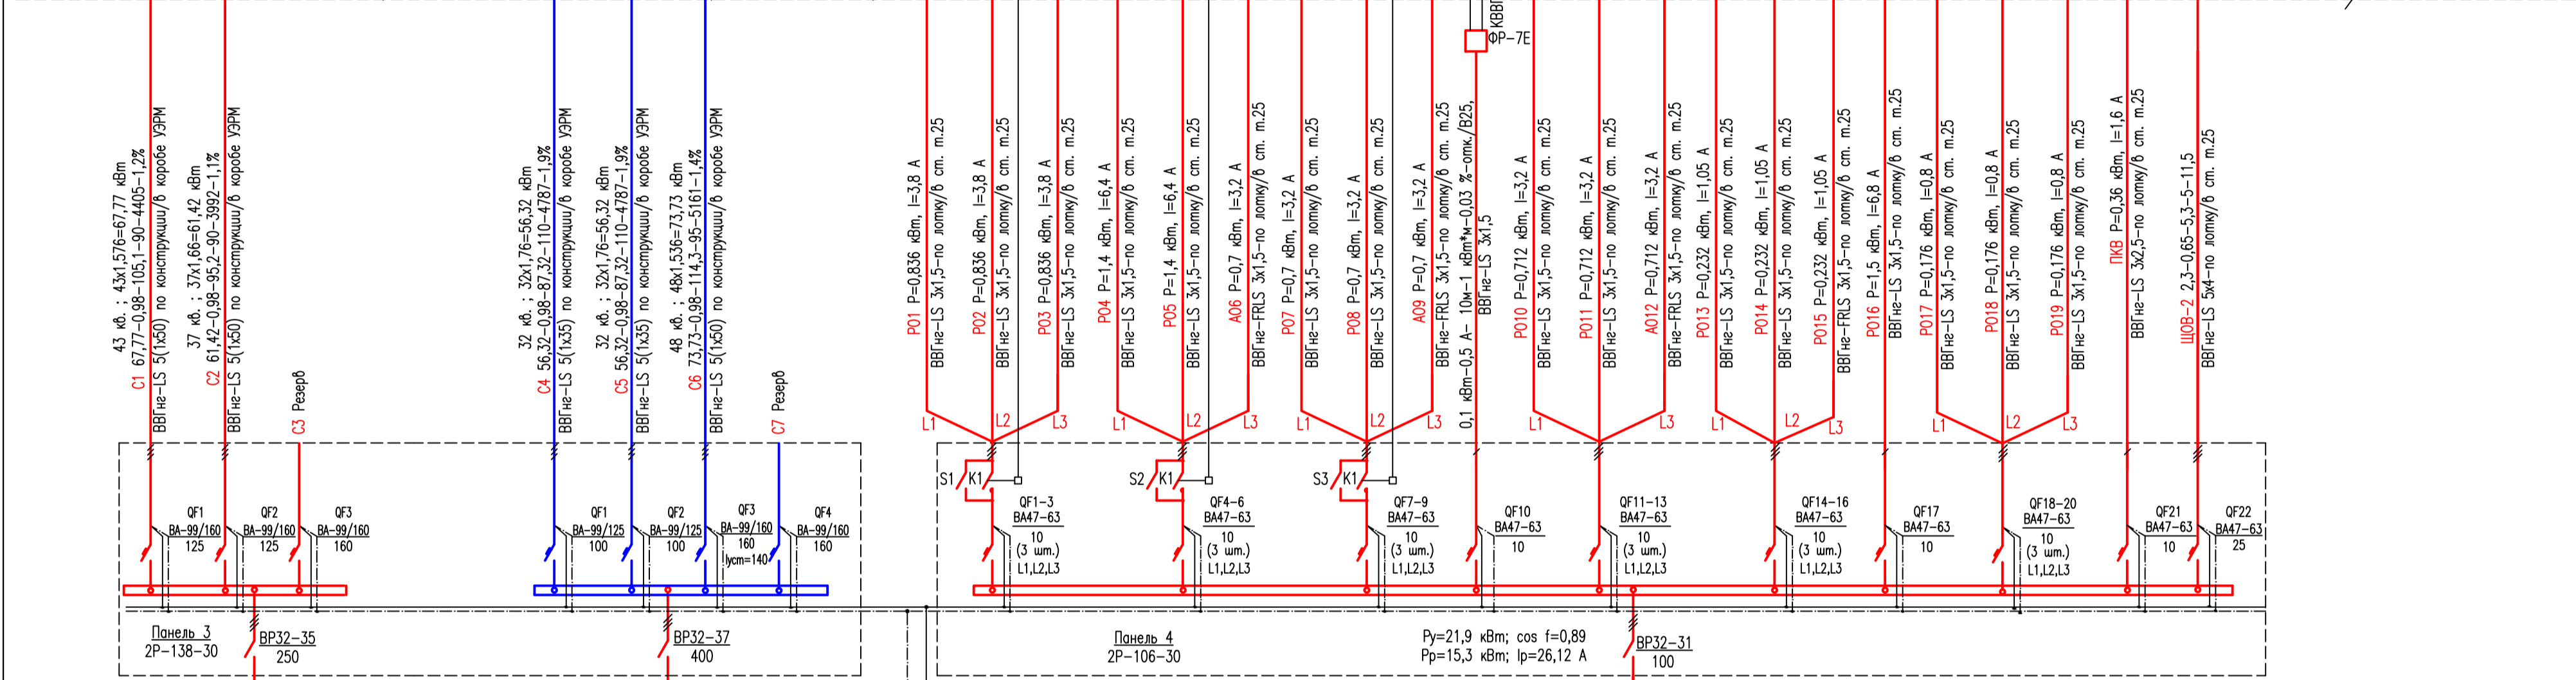 КВВГ
ФР-7Е
43 кв. ; 43х1,576=67,77 кВт
С1 67,77-0,98-105,1-90-4405-1,2%
ВВГнг-LS 5(1х50) по конструкции/в коробе УЭРМ
37 кв. ; 37х1,66=61,42 кВт
С2 61,42-0,98-95,2-90-3992-1,1%
ВВГнг-LS 5(1х50) по конструкции/в коробе УЭРМ
С3 Резерв
32 кв. ; 32х1,76=56,32 кВт
С4 56,32-0,98-87,32-110-4787-1,9%
ВВГнг-LS 5(1х35) по конструкции/в коробе УЭРМ
32 кв. ; 32х1,76=56,32 кВт
С5 56,32-0,98-87,32-110-4787-1,9%
ВВГнг-LS 5(1х35) по конструкции/в коробе УЭРМ
48 кв. ; 48х1,536=73,73 кВт
С6 73,73-0,98-114,3-95-5161-1,4%
ВВГнг-LS 5(1х50) по конструкции/в коробе УЭРМ
С7 Резерв
РО1 Р=0,836 кВт, I=3,8 А
ВВГнг-LS 3х1,5-по лотку/в ст. т.25
РО2 Р=0,836 кВт, I=3,8 А
ВВГнг-LS 3х1,5-по лотку/в ст. т.25
РО3 Р=0,836 кВт, I=3,8 А
ВВГнг-LS 3х1,5-по лотку/в ст. т.25
РО4 Р=1,4 кВт, I=6,4 А
ВВГнг-LS 3х1,5-по лотку/в ст. т.25
РО5 Р=1,4 кВт, I=6,4 А
ВВГнг-LS 3х1,5-по лотку/в ст. т.25
АО6 Р=0,7 кВт, I=3,2 А
ВВГнг-FRLS 3х1,5-по лотку/в ст. т.25
РО7 Р=0,7 кВт, I=3,2 А
ВВГнг-LS 3х1,5-по лотку/в ст. т.25
РО8 Р=0,7 кВт, I=3,2 А
ВВГнг-LS 3х1,5-по лотку/в ст. т.25
АО9 Р=0,7 кВт, I=3,2 А
ВВГнг-FRLS 3х1,5-по лотку/в ст. т.25
0,1 кВт-0,5 А- 10м-1 кВт*м-0,03 %-отк./В25,
ВВГнг-LS 3х1,5
РО10 Р=0,712 кВт, I=3,2 А
ВВГнг-LS 3х1,5-по лотку/в ст. т.25
РО11 Р=0,712 кВт, I=3,2 А
ВВГнг-LS 3х1,5-по лотку/в ст. т.25
АО12 Р=0,712 кВт, I=3,2 А
ВВГнг-FRLS 3х1,5-по лотку/в ст. т.25
РО13 Р=0,232 кВт, I=1,05 А
ВВГнг-LS 3х1,5-по лотку/в ст. т.25
РО14 Р=0,232 кВт, I=1,05 А
ВВГнг-LS 3х1,5-по лотку/в ст. т.25
РО15 Р=0,232 кВт, I=1,05 А
ВВГнг-FRLS 3х1,5-по лотку/в ст. т.25
РО16 Р=1,5 кВт, I=6,8 А
ВВГнг-LS 3х1,5-по лотку/в ст. т.25
РО17 Р=0,176 кВт, I=0,8 А
ВВГнг-LS 3х1,5-по лотку/в ст. т.25
РО18 Р=0,176 кВт, I=0,8 А
ВВГнг-LS 3х1,5-по лотку/в ст. т.25
РО19 Р=0,176 кВт, I=0,8 А
ВВГнг-LS 3х1,5-по лотку/в ст. т.25
ПКВ Р=0,36 кВт, I=1,6 А
ВВГнг-LS 3х2,5-по лотку/в ст. т.25
ЩОВ-2 2,3-0,65-5,3-5-11,5
ВВГнг-LS 5х4-по лотку/в ст. т.25
L1 L2 L3
L1 L2 L3
L1 L2 L3
L1 L3
L1 L2 L3
L1 L2 L3
S1 К1
S2 К1
S3 К1
QF1
ВА-99/160
125
QF2
ВА-99/160
125
QF3
ВА-99/160
160
QF1
ВА-99/125
100
QF2
ВА-99/125
100
QF3
ВА-99/160
160
Iуст=140
QF4
ВА-99/160
160
QF1-3
ВА47-63
10
(3 шт.)
L1,L2,L3
QF4-6
ВА47-63
10
(3 шт.)
L1,L2,L3
QF7-9
ВА47-63
10
(3 шт.)
L1,L2,L3
QF10
ВА47-63
10
QF11-13
ВА47-63
10
(3 шт.)
L1,L2,L3
QF14-16
ВА47-63
10
(3 шт.)
L1,L2,L3
QF17
ВА47-63
10
QF18-20
ВА47-63
10
(3 шт.)
L1,L2,L3
QF21
ВА47-63
10
QF22
ВА47-63
25
Панель 3
2Р-138-30
ВР32-35
250
ВР32-37
400
Панель 4
2Р-106-30
Ру=21,9 кВт; cos f=0,89
Рр=15,3 кВт; Iр=26,12 А
ВР32-31
100